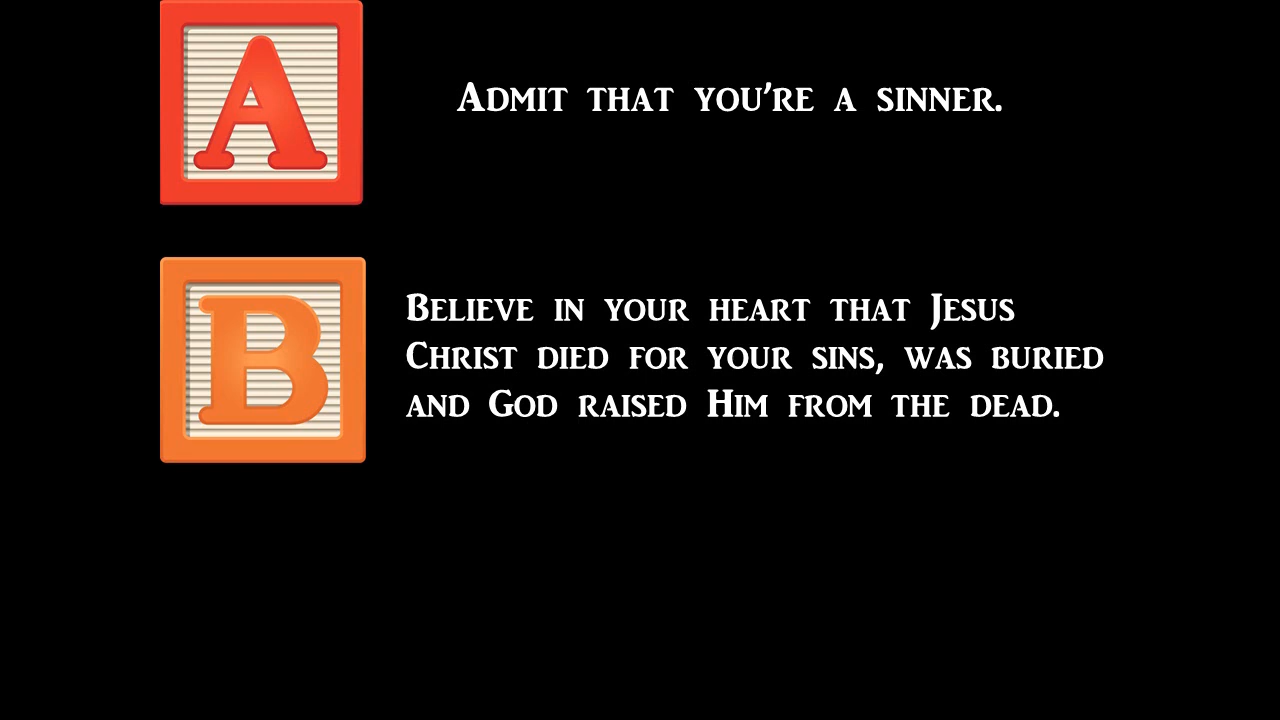 A
Admit that you're a sinner.
B
Believe in your heart that Jesus
Christ died for your sins, was buried
and God raised Him from the dead.